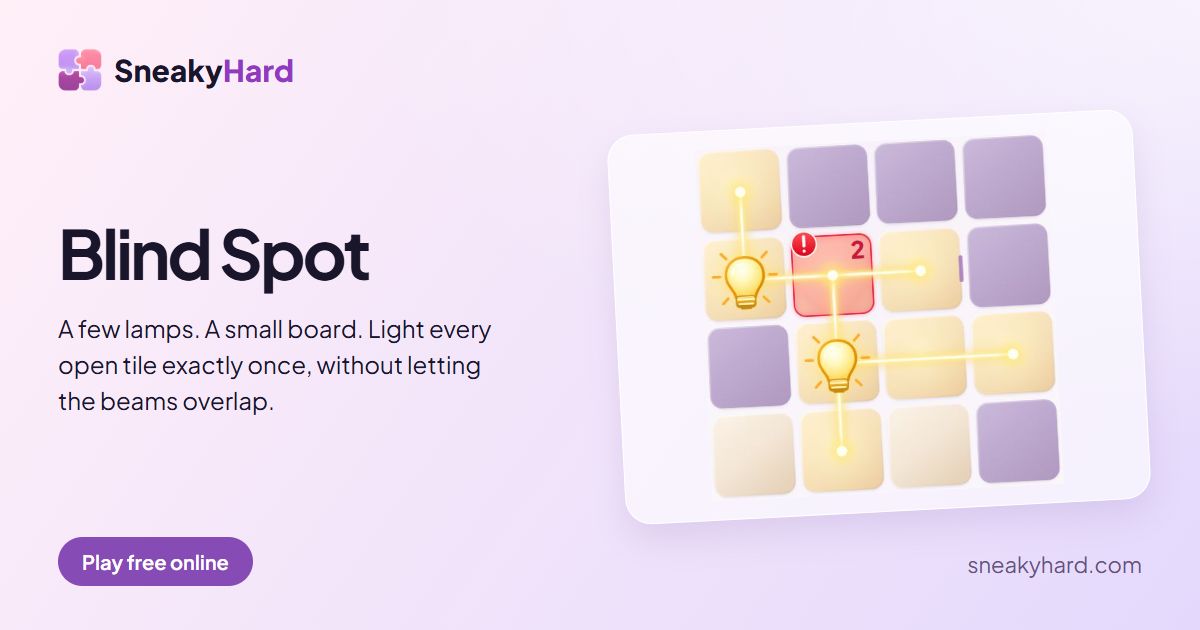 SneakyHard
Blind Spot
A few lamps. A small board. Light every
open tile exactly once, without letting
the beams overlap.
!
2
Play free online
sneakyhard.com